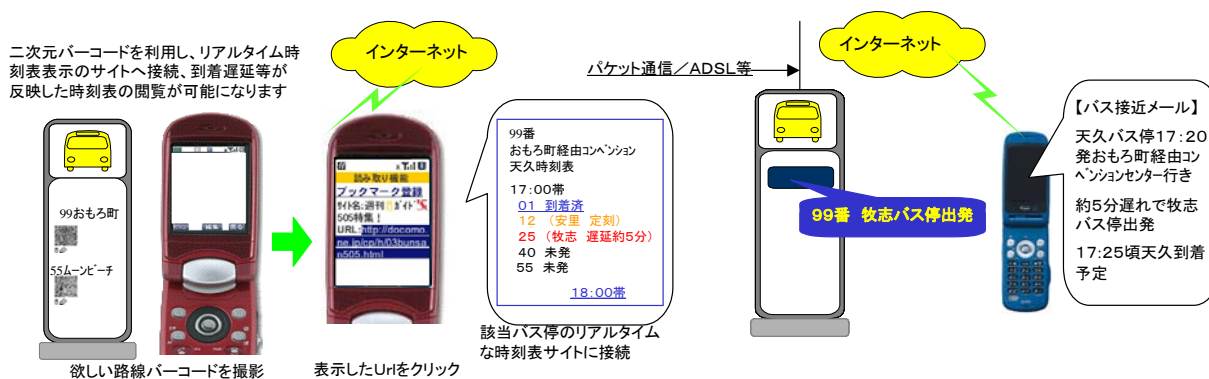 二次元バーコードを利用し、リアルタイム時
刻表表示のサイトへ接続、到着遅延等が
反映した時刻表の閲覧が可能になります
インターネット
99おもろ町
55ムーンビーチ
欲しい路線バーコードを撮影
読み取り機能
ブックマーク登録
サイト名:週刊ガイド
505特集!
URL:http://docomo.
ne.jp/cp/h/03bunsa
n505.html
表示したUrlをクリック
99番
おもろ町経由コンベンション
天久時刻表
17:00帯
01 到着済
12 (安里 定刻)
25 (牧志 遅延約5分)
40 未発
55 未発
18:00帯
該当バス停のリアルタイム
な時刻表サイトに接続
パケット通信/ADSL等
インターネット
99番 牧志バス停出発
【バス接近メール】
天久バス停17:20
発おもろ町経由コン
ベンションセンター行き
約5分遅れで牧志
バス停出発
17:25頃天久到着
予定